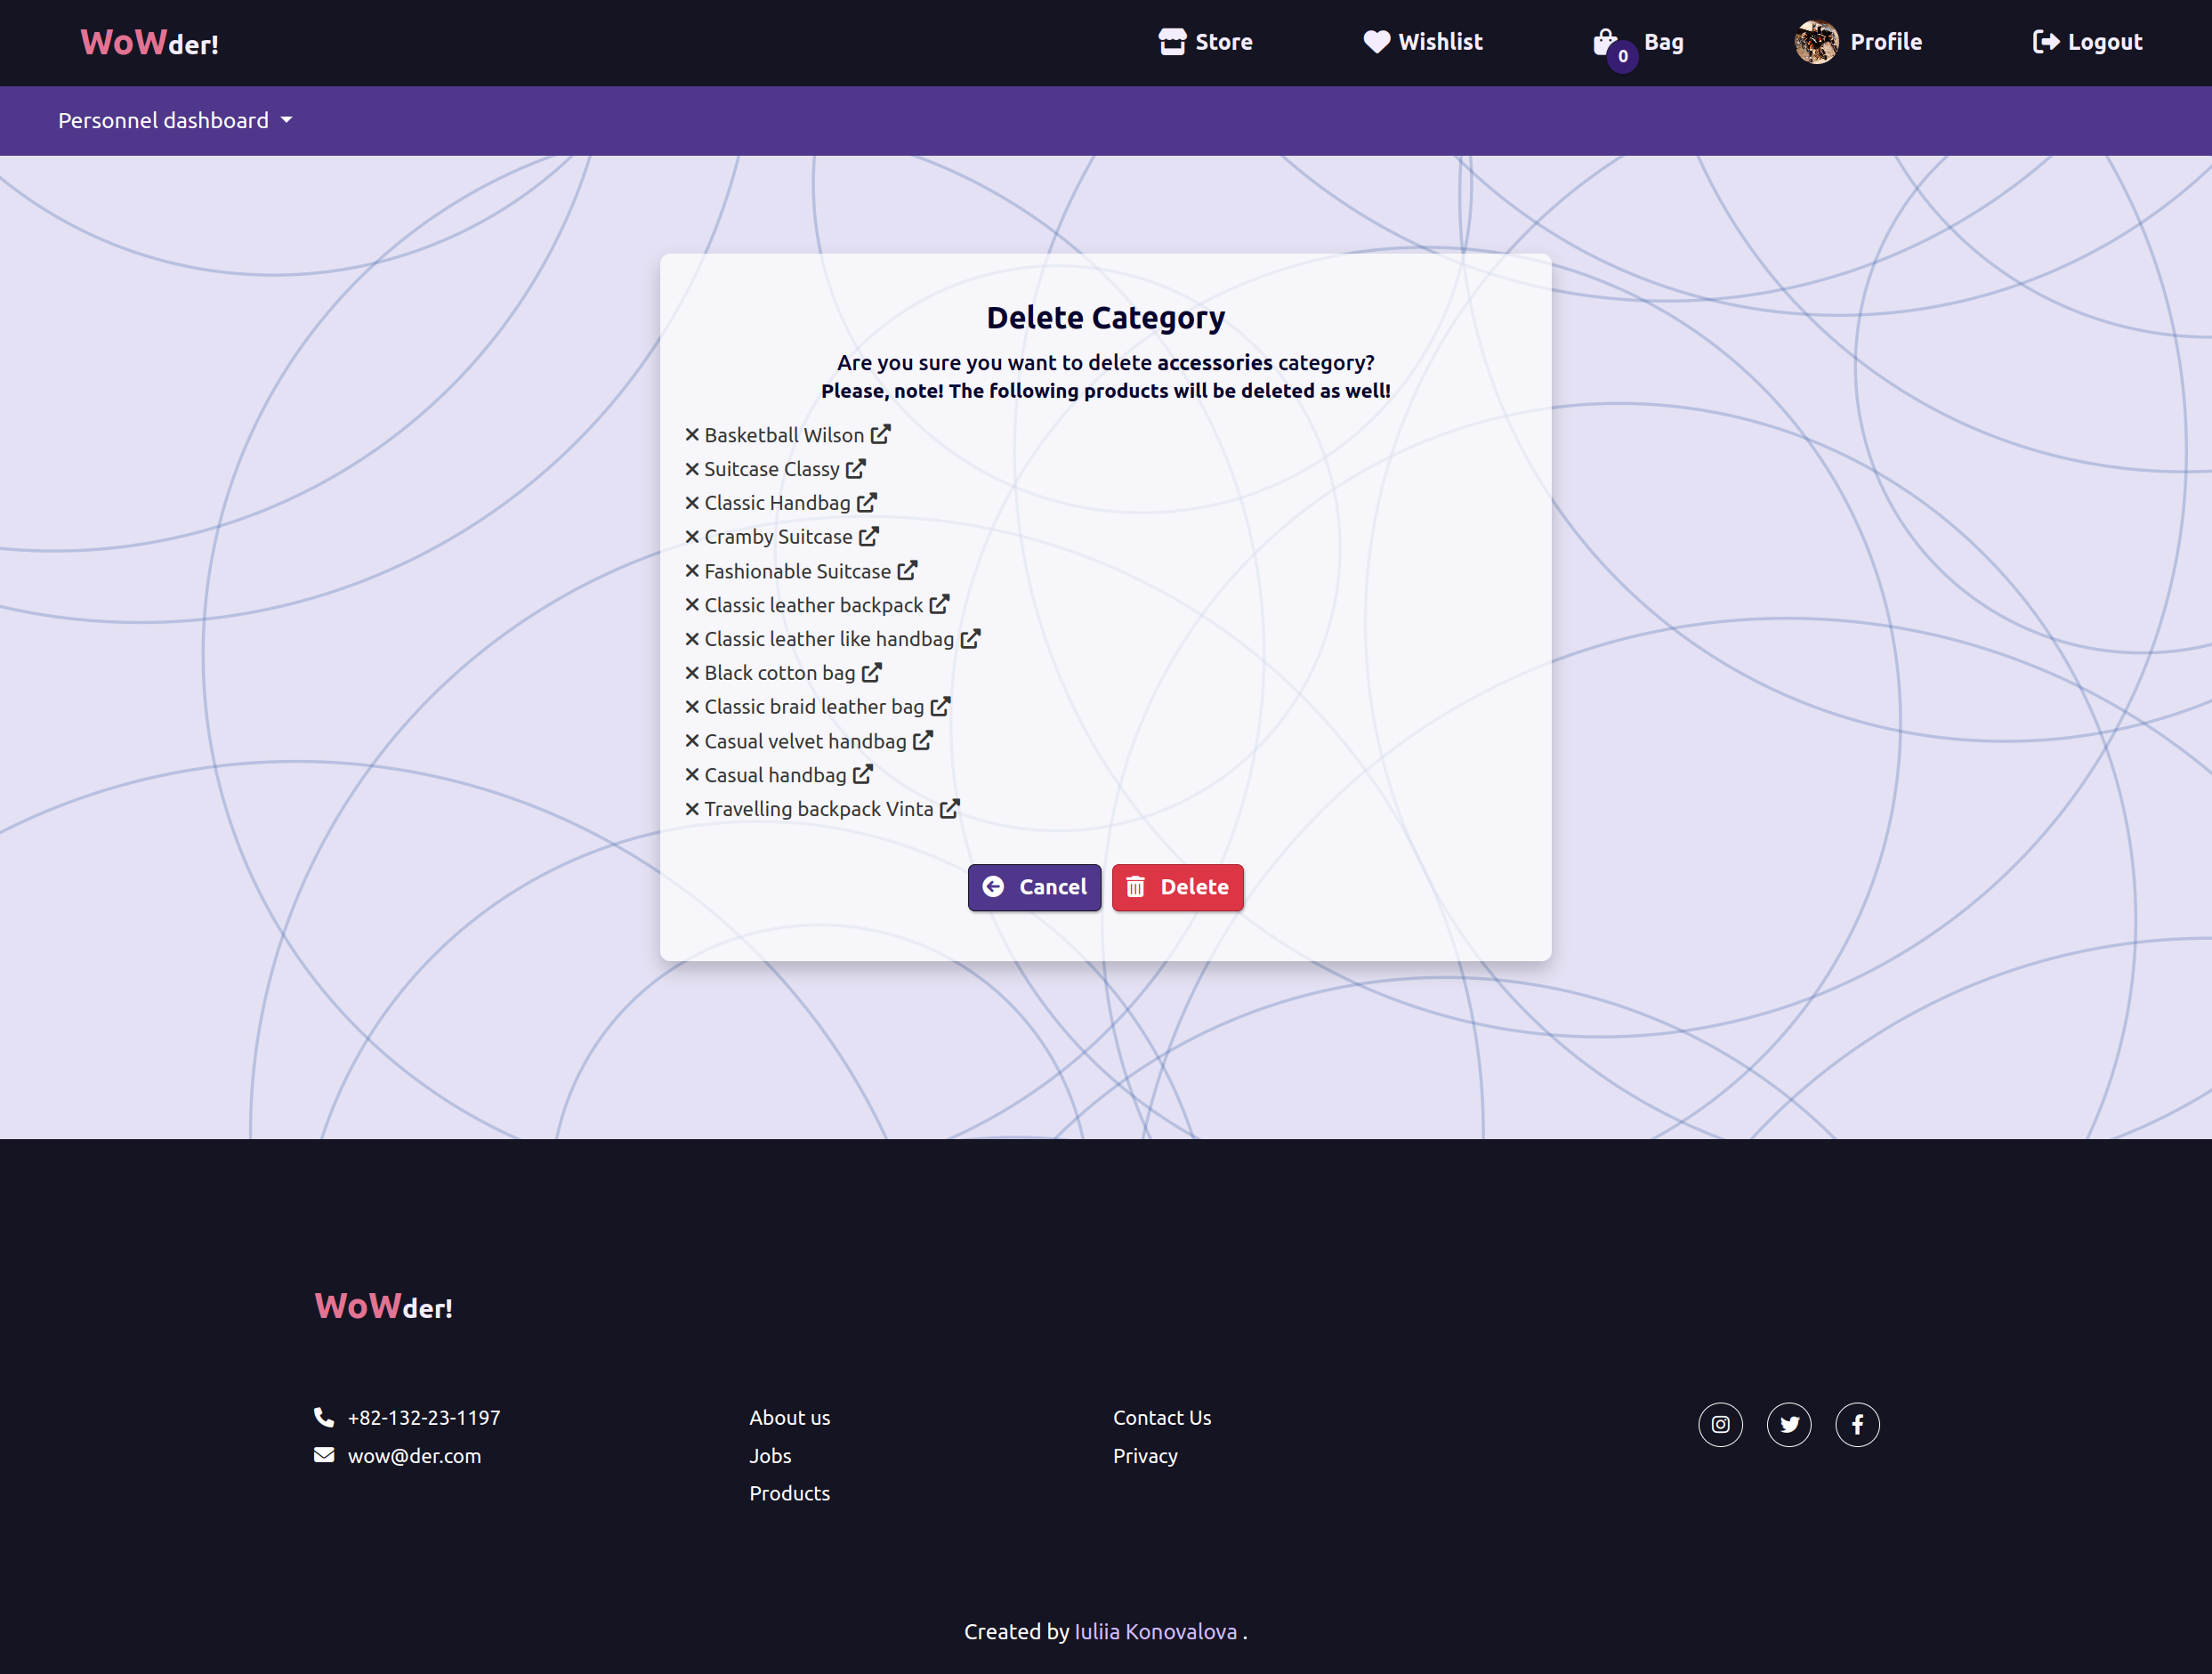 WoWder!
Store
Wishlist
0
Bag
Profile
Logout
Personnel dashboard
Delete Category
Are you sure you want to delete accessories category?
Please, note! The following products will be deleted as well!
Basketball Wilson
Suitcase Classy
Classic Handbag
Cramby Suitcase
Fashionable Suitcase
Classic leather backpack
Classic leather like handbag
Black cotton bag
Classic braid leather bag
Casual velvet handbag
Casual handbag
Travelling backpack Vinta
Cancel
Delete
WoWder!
+82-132-23-1197
wow@der.com
About us
Jobs
Products
Contact Us
Privacy
Created by Iuliia Konovalova .